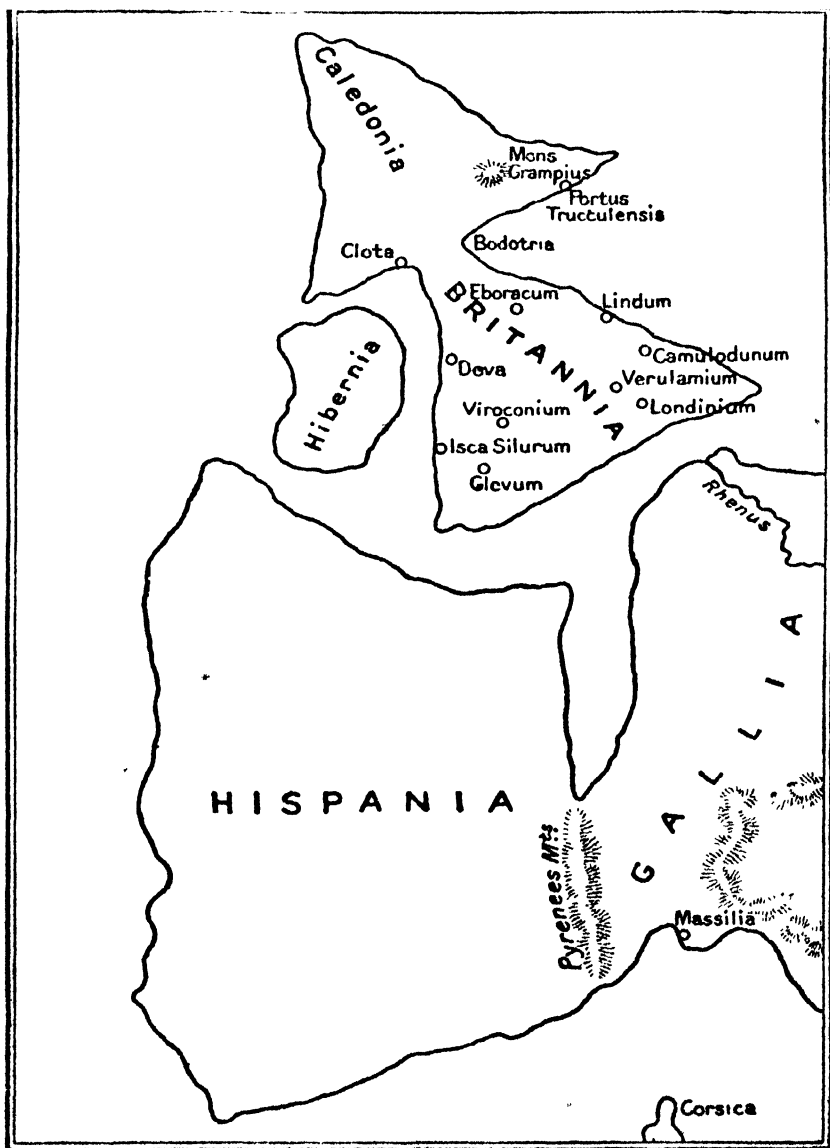 Caledonia
Mons
Grampius
Portus
Trucculensis
Bodotria
Clota
Eboracum
Lindum
BRITANNIA
Camulodunum
Deva
Verulamium
Hibernia
Viroconium
Londinium
Isca Silurum
Glevum
Rhenus
GALLIA
HISPANIA
Pyrenees Mts
Massilia
Corsica